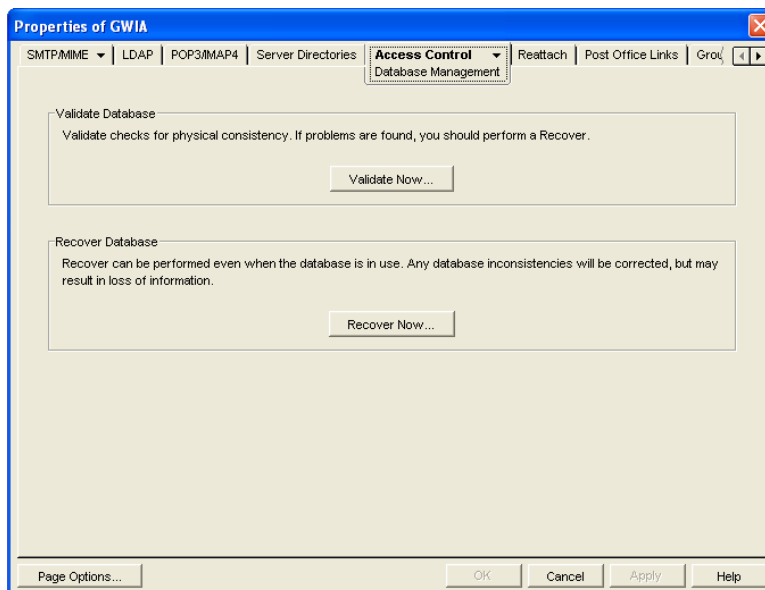 Properties of GWIA
SMTP/MIME LDAP POP3/IMAP4 Server Directories Access Control Reattach Post Office Links
Database Management
Validate Database
Validate checks for physical consistency. If problems are found, you should perform a Recover.
Validate Now...
Recover Database
Recover can be performed even when the database is in use. Any database inconsistencies will be corrected, but may
result in loss of information.
Recover Now...
Page Options... OK Cancel Apply Help